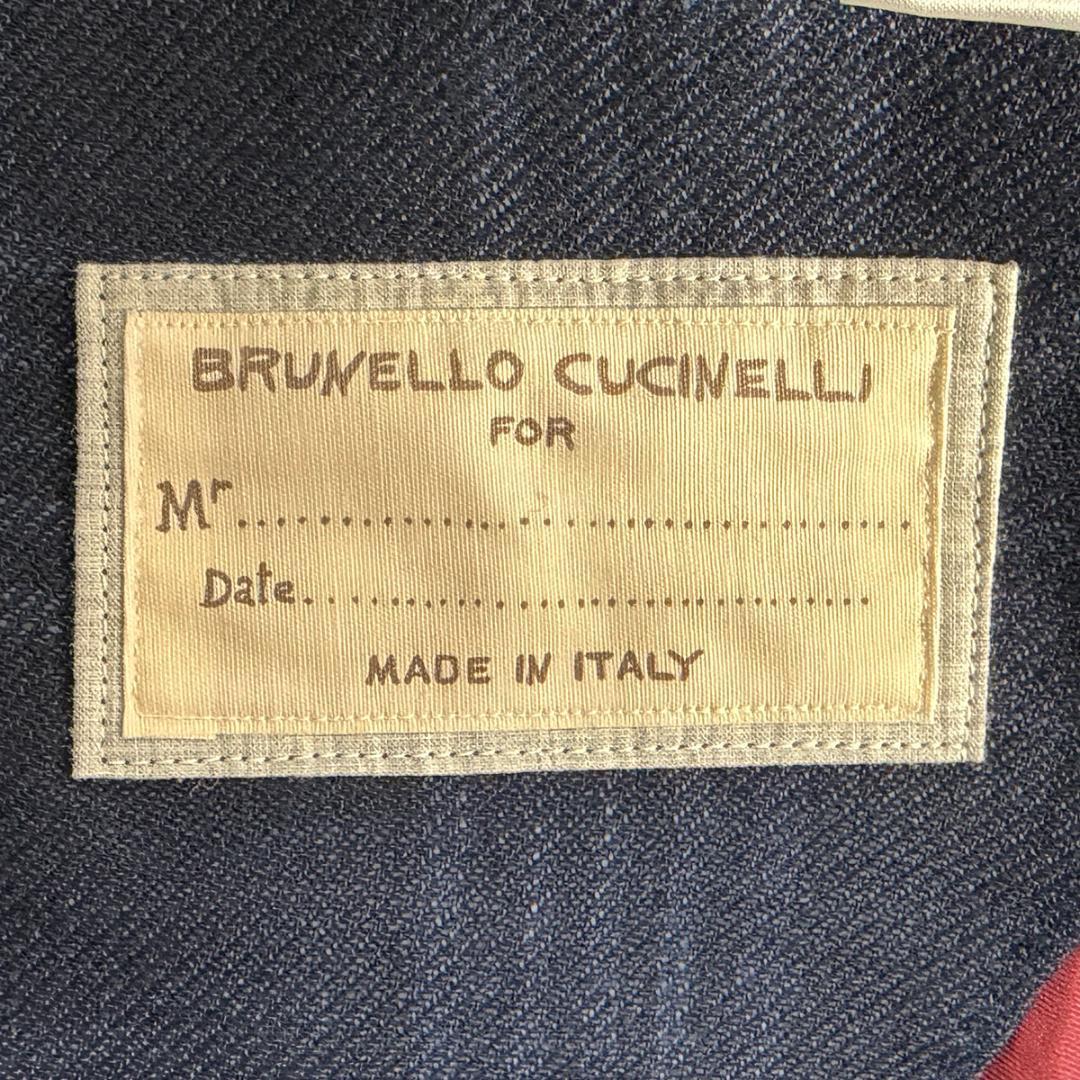 BRUNELLO CUCINELLI
FOR
Mr........................................
Date.................................
MADE IN ITALY